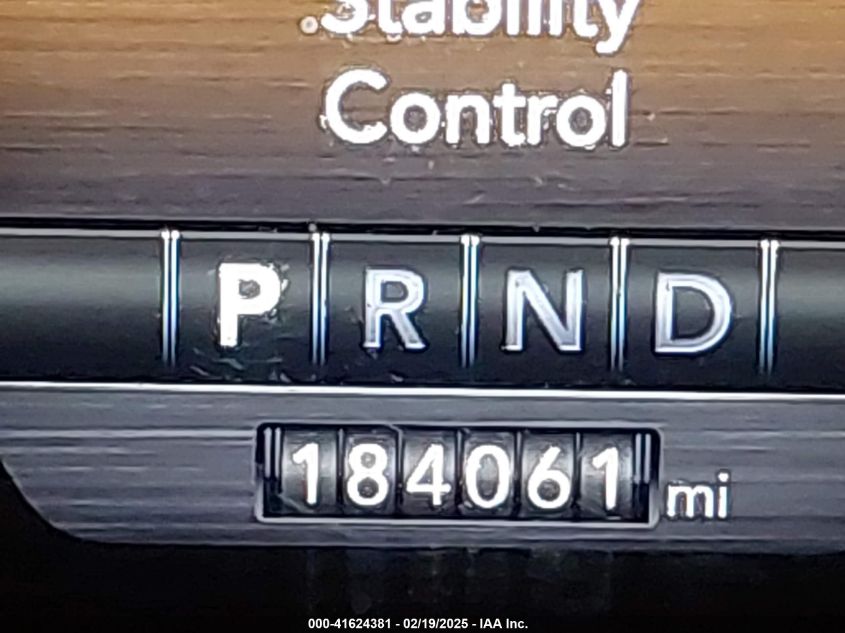 Stability
Control
P R N D
184061 mi
000-41624381 - 02/19/2025 - IAA Inc.